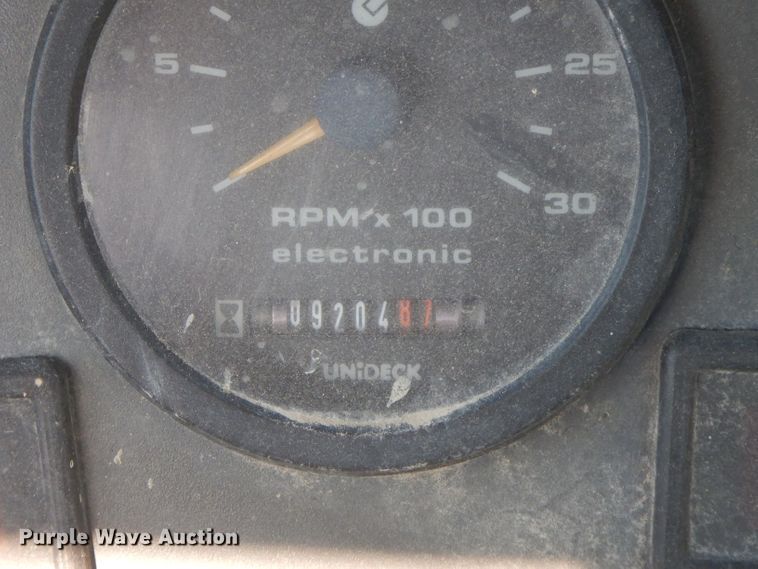 5 25
30
RPM x 100
electronic
0920487
UNiDECK
Purple Wave Auction